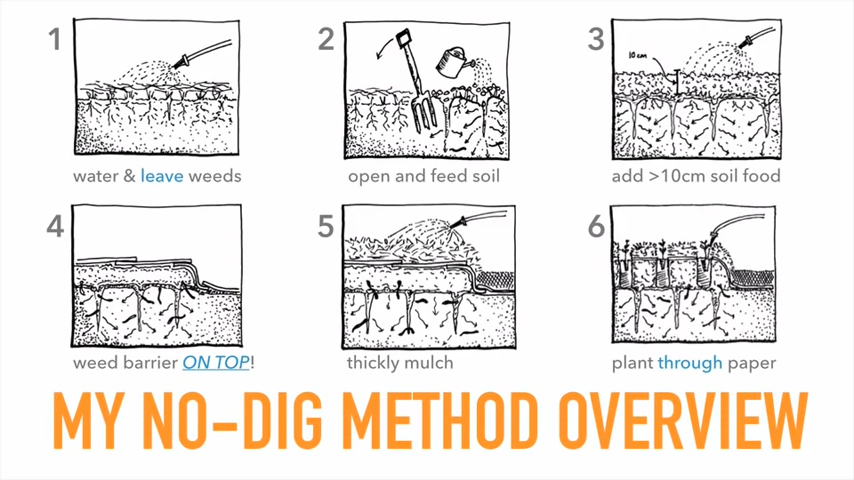 1
water & leave weeds
2
open and feed soil
3
10 cm
add >10cm soil food
4
weed barrier ON TOP!
5
thickly mulch
6
plant through paper
MY NO-DIG METHOD OVERVIEW